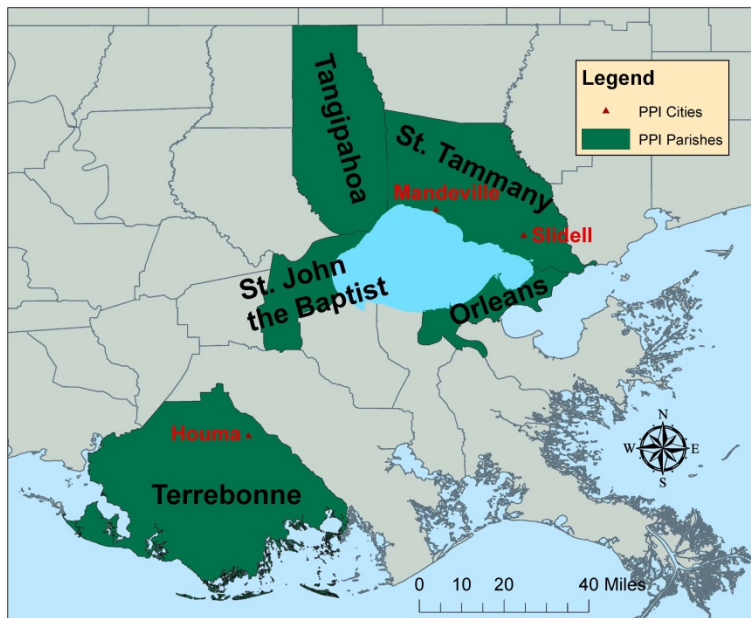 Tangipahoa
Legend
PPI Cities
PPI Parishes
St. Tammany
Mandeville
Slidell
St. John
the Baptist
Orleans
Houma
Terrebonne
N
W E
S
0 10 20 40 Miles